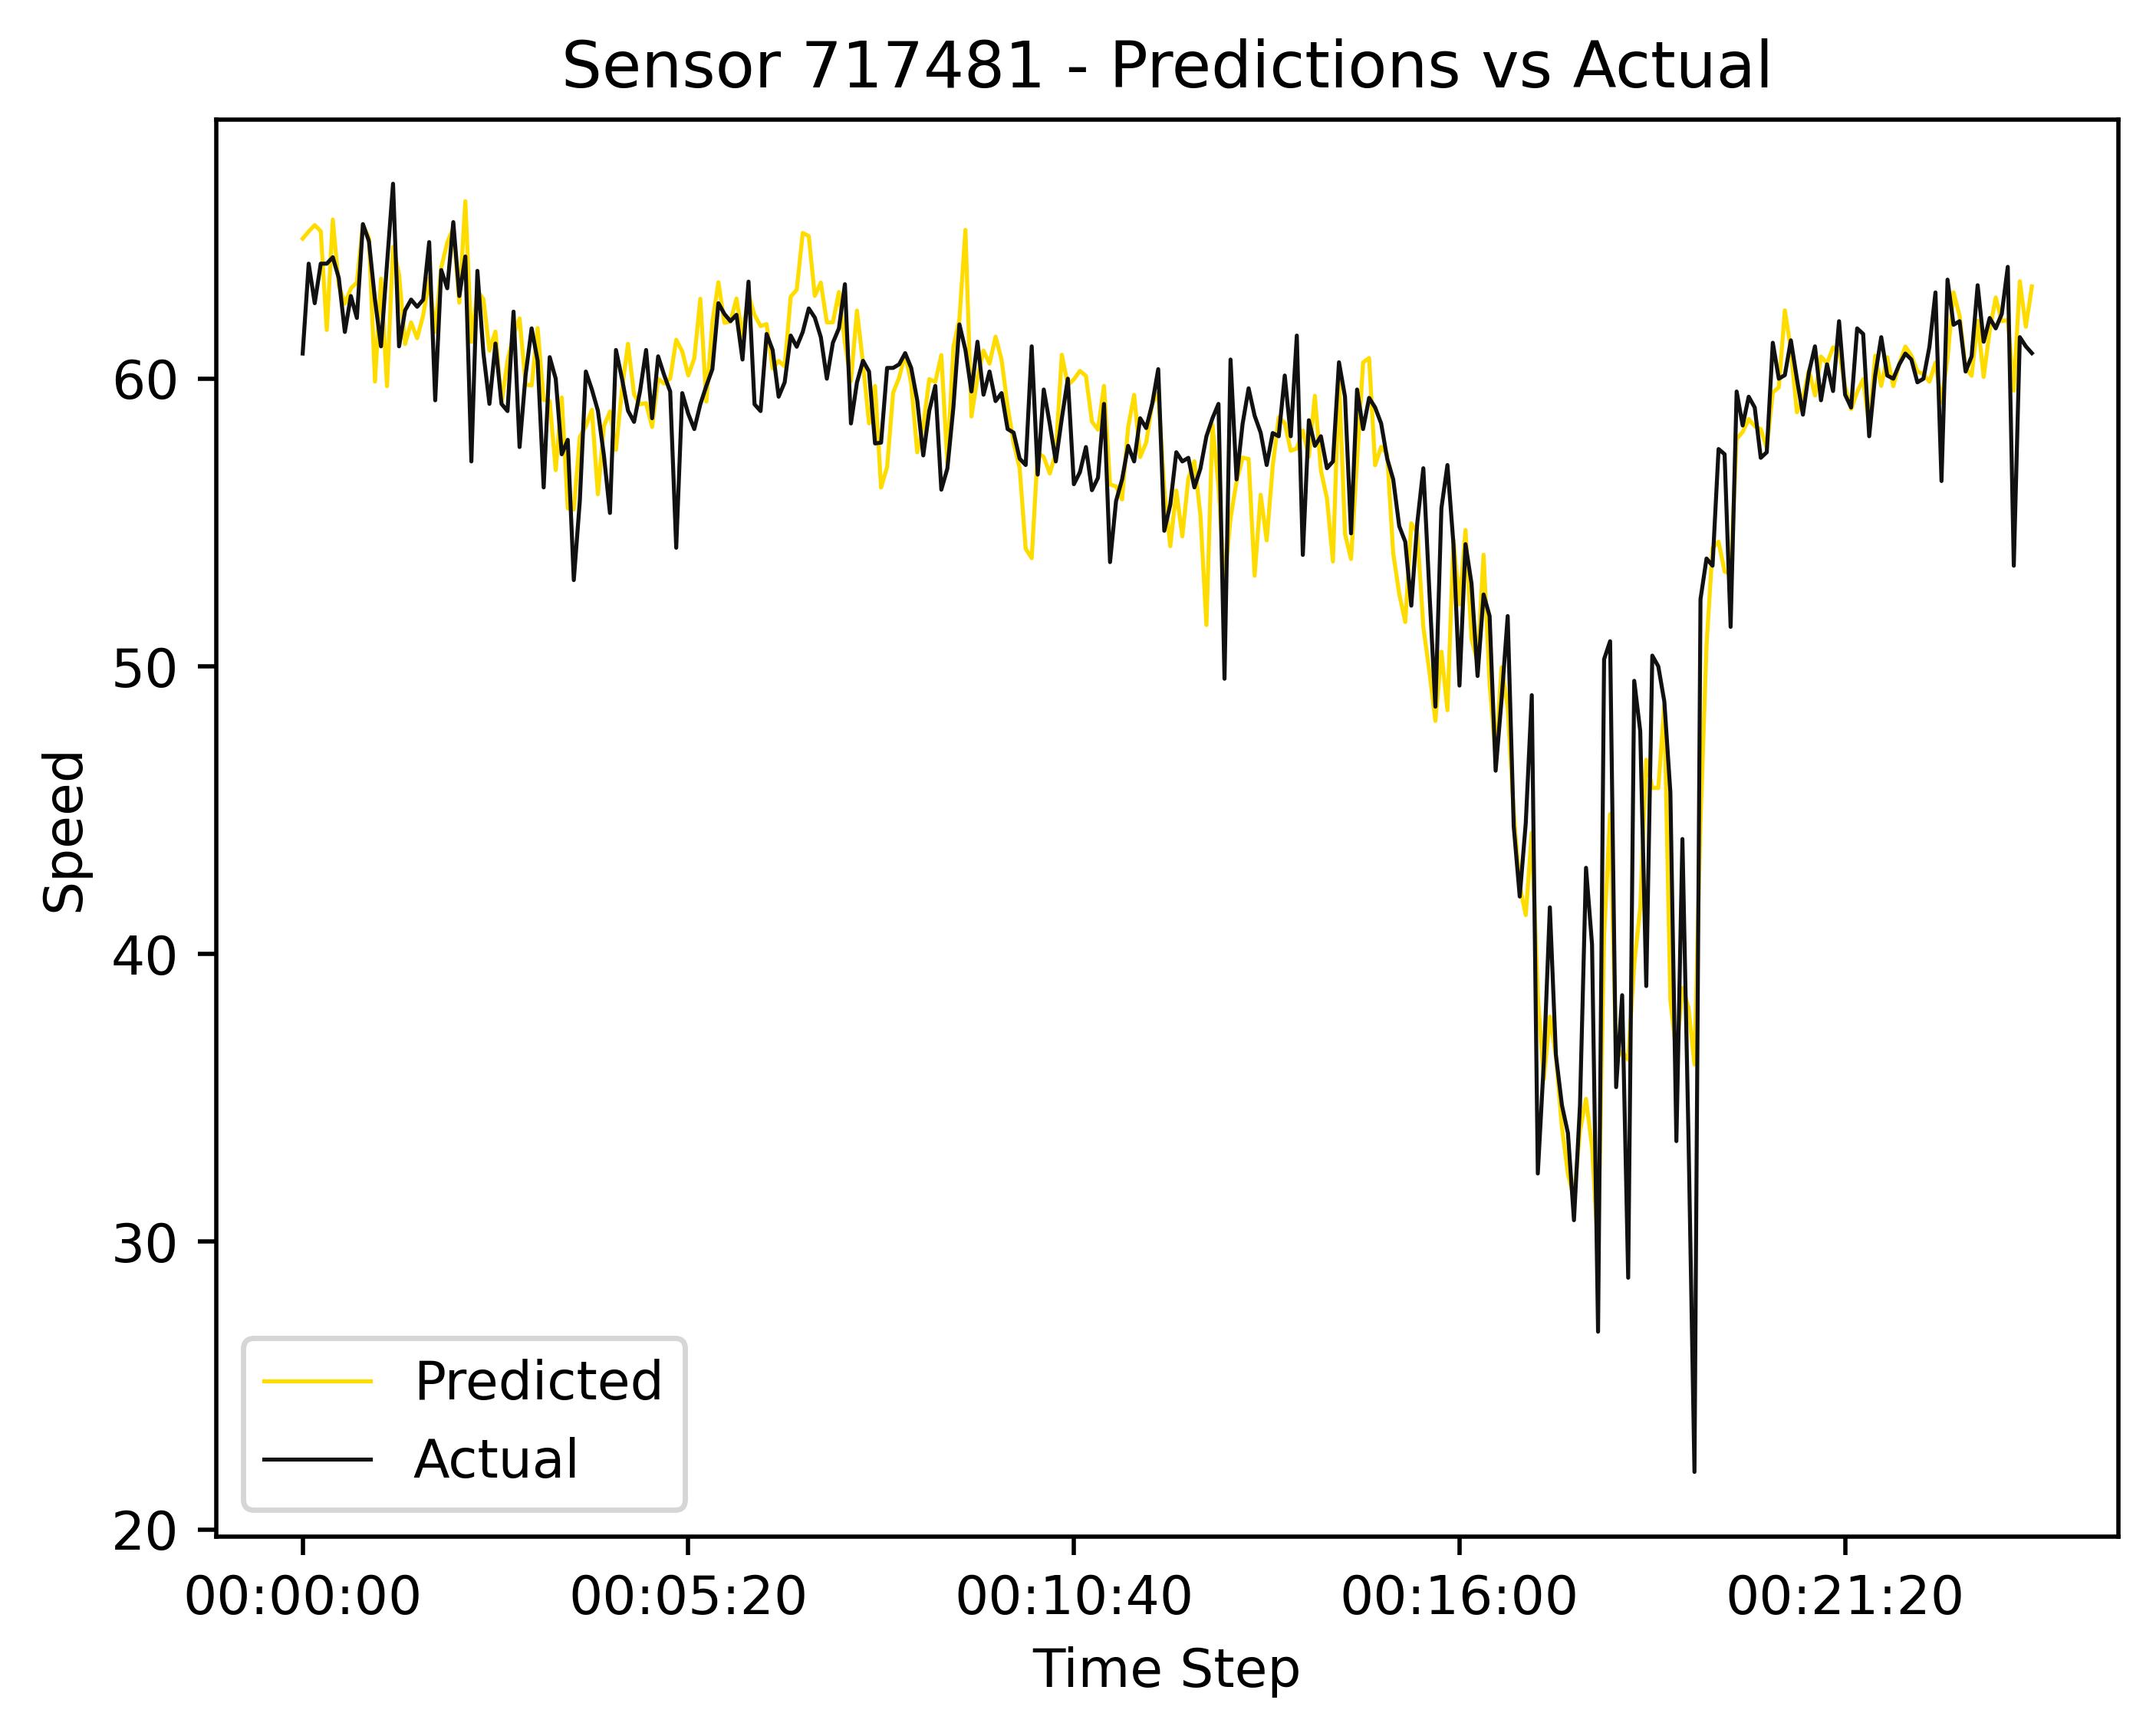 Sensor 717481 - Predictions vs Actual
60
50
40
30
20
Speed
Predicted
Actual
00:00:00 00:05:20 00:10:40 00:16:00 00:21:20
Time Step